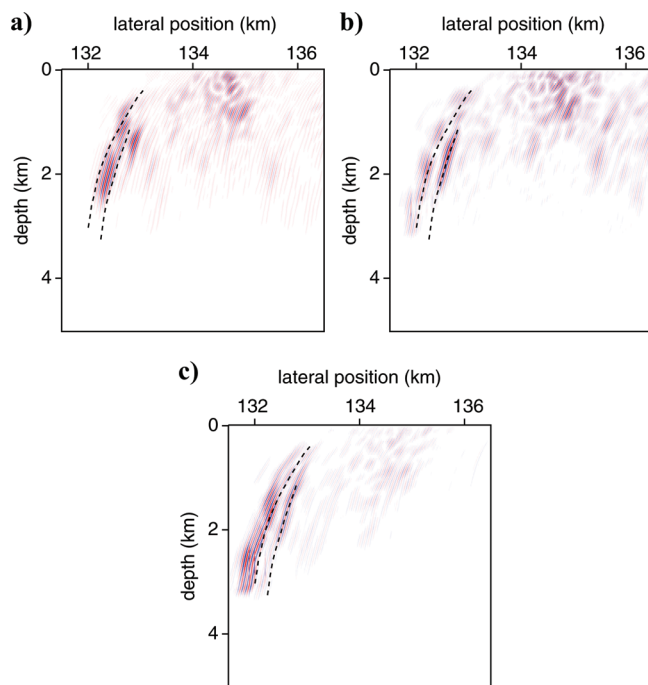 a)
lateral position (km)
132 134 136
0
2
4
depth (km)
b)
lateral position (km)
132 134 136
0
2
4
depth (km)
c)
lateral position (km)
132 134 136
0
2
4
depth (km)